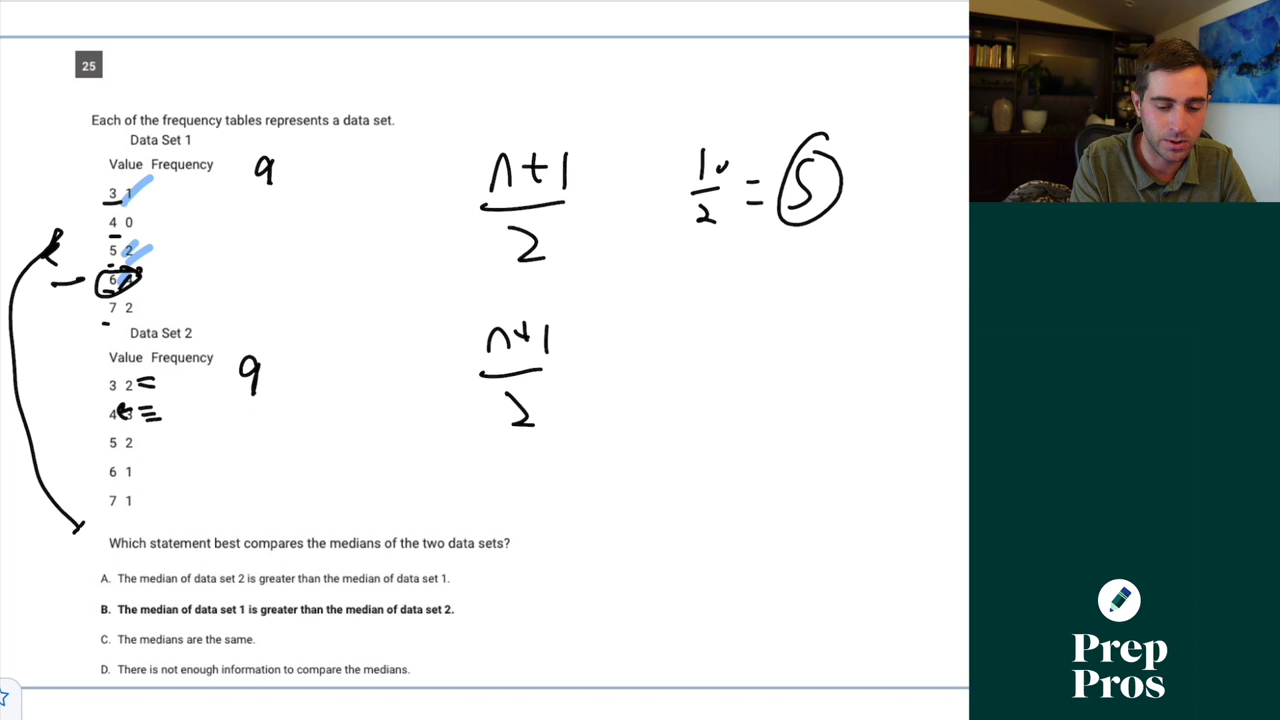 25
Each of the frequency tables represents a data set.
Data Set 1
Value Frequency
9
3 1
4 0
5 2
6
7 2
Data Set 2
Value Frequency
9
3 2
4 3
5 2
6 1
7 1
n+1
2
10
2
= 5
n+1
2
Which statement best compares the medians of the two data sets?
A. The median of data set 2 is greater than the median of data set 1.
B. The median of data set 1 is greater than the median of data set 2.
C. The medians are the same.
D. There is not enough information to compare the medians.
Prep
Pros